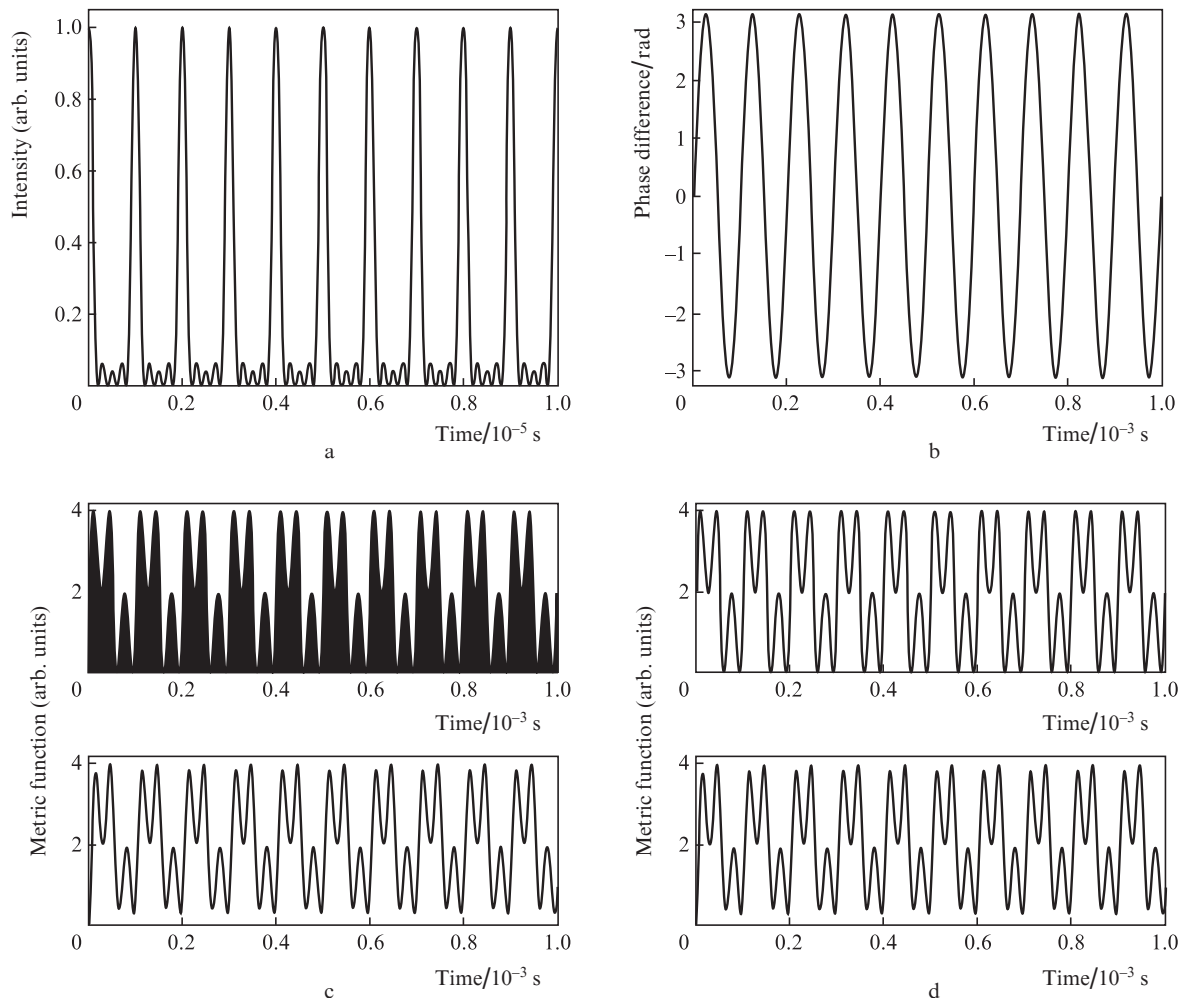 Intensity (arb. units)
1.0
0.8
0.6
0.4
0.2
0 0.2 0.4 0.6 0.8 1.0
Time/10⁻⁵ s
a
Phase difference/rad
3
2
1
0
–1
–2
–3
0 0.2 0.4 0.6 0.8 1.0
Time/10⁻³ s
b
Metric function (arb. units)
4
2
0 0.2 0.4 0.6 0.8 1.0
Time/10⁻³ s
4
2
0 0.2 0.4 0.6 0.8 1.0
Time/10⁻³ s
c
Metric function (arb. units)
4
2
0 0.2 0.4 0.6 0.8 1.0
Time/10⁻³ s
4
2
0 0.2 0.4 0.6 0.8 1.0
Time/10⁻³ s
d